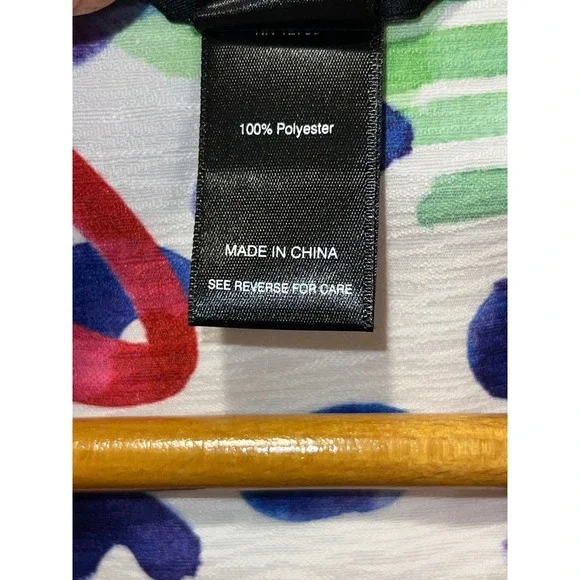 100% Polyester
MADE IN CHINA
SEE REVERSE FOR CARE